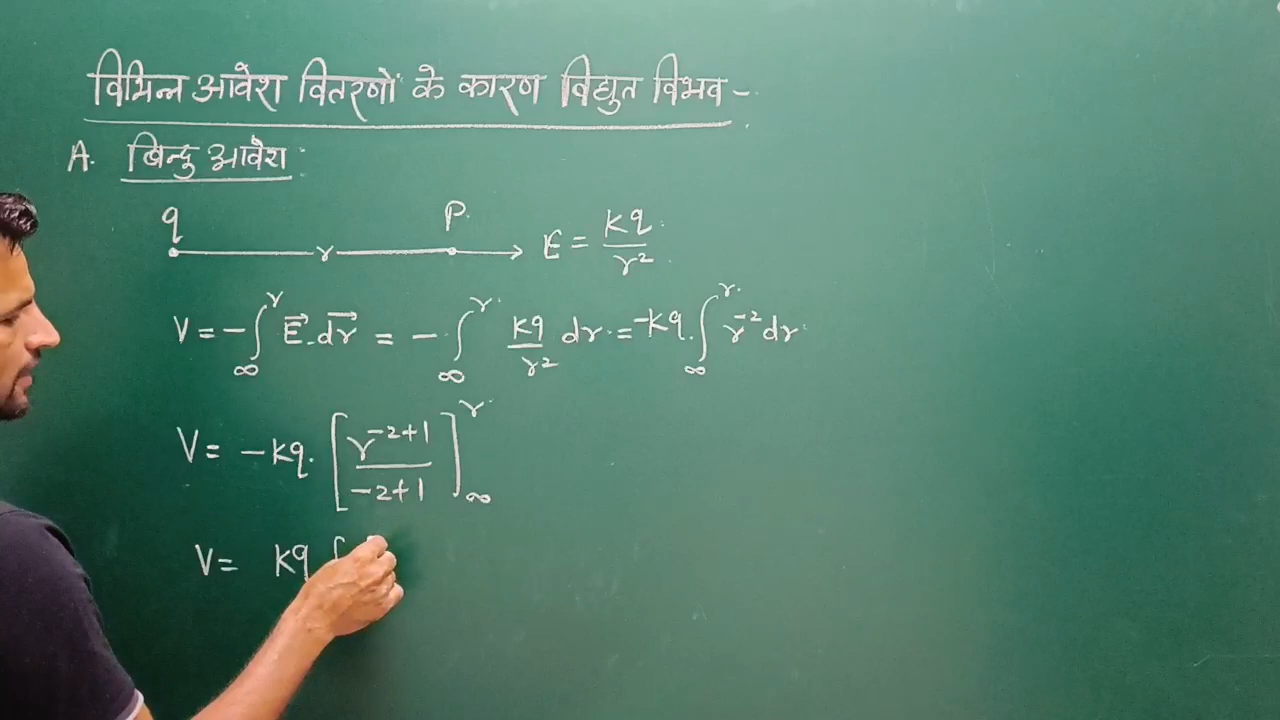 विभिन्न आवेश वितरणों के कारण विद्युत विभव -
A. बिन्दु आवेश
q r P. E = kq / r²
V = - ∫_∞^r E⃗ . dr⃗ = - ∫_∞^r kq / r² dr = -kq . ∫_∞^r r⁻² dr
V = -kq . [ r^(-2+1) / (-2+1) ]_∞^r
V = kq [